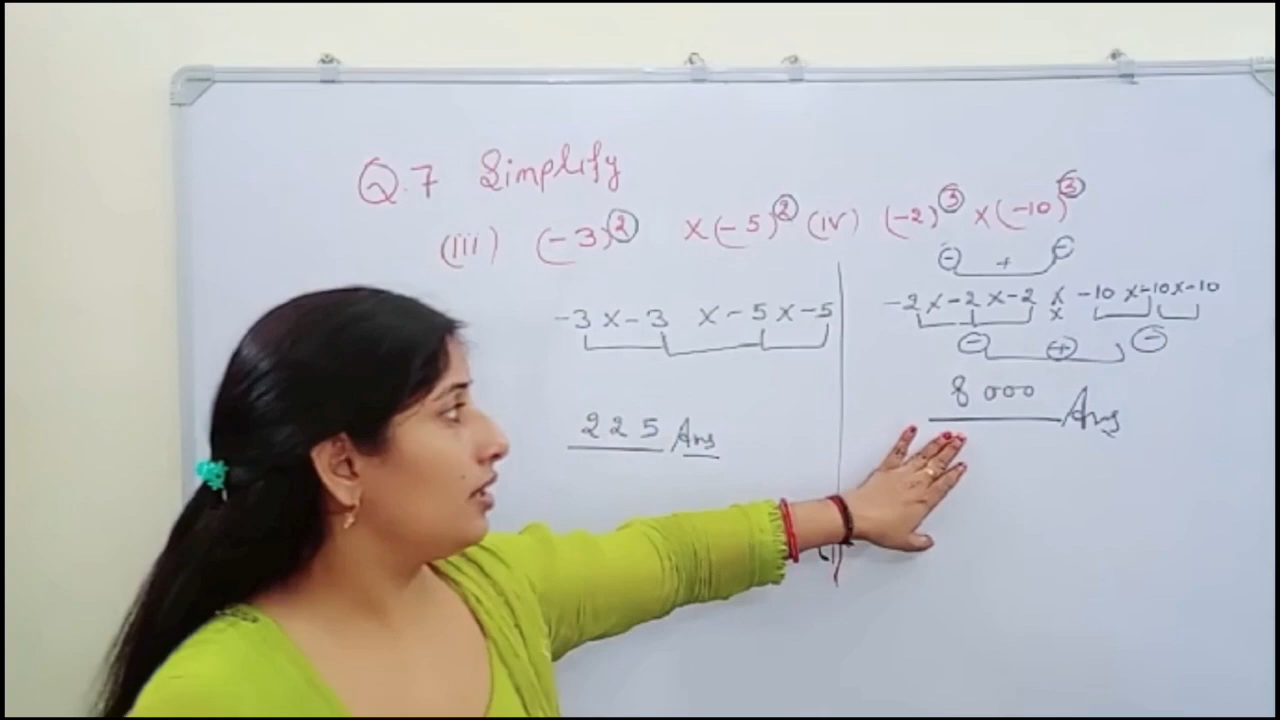 Q.7 Simplify
(iii) (-3)² x(-5)² (iv) (-2)³ x(-10)³
- + -
-3 x -3 x -5 x -5
225 Ans
-2 x -2 x -2 x -10 x -10 x -10
x
- + -
8000 Ans